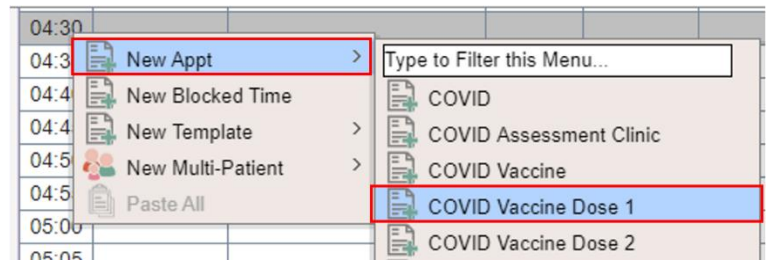 04:30
New Appt >
Type to Filter this Menu...
04:3
COVID
04:4
New Blocked Time
COVID Assessment Clinic
04:4
New Template >
COVID Vaccine
04:5
New Multi-Patient >
COVID Vaccine Dose 1
04:5
Paste All
COVID Vaccine Dose 2
05:00
05:05